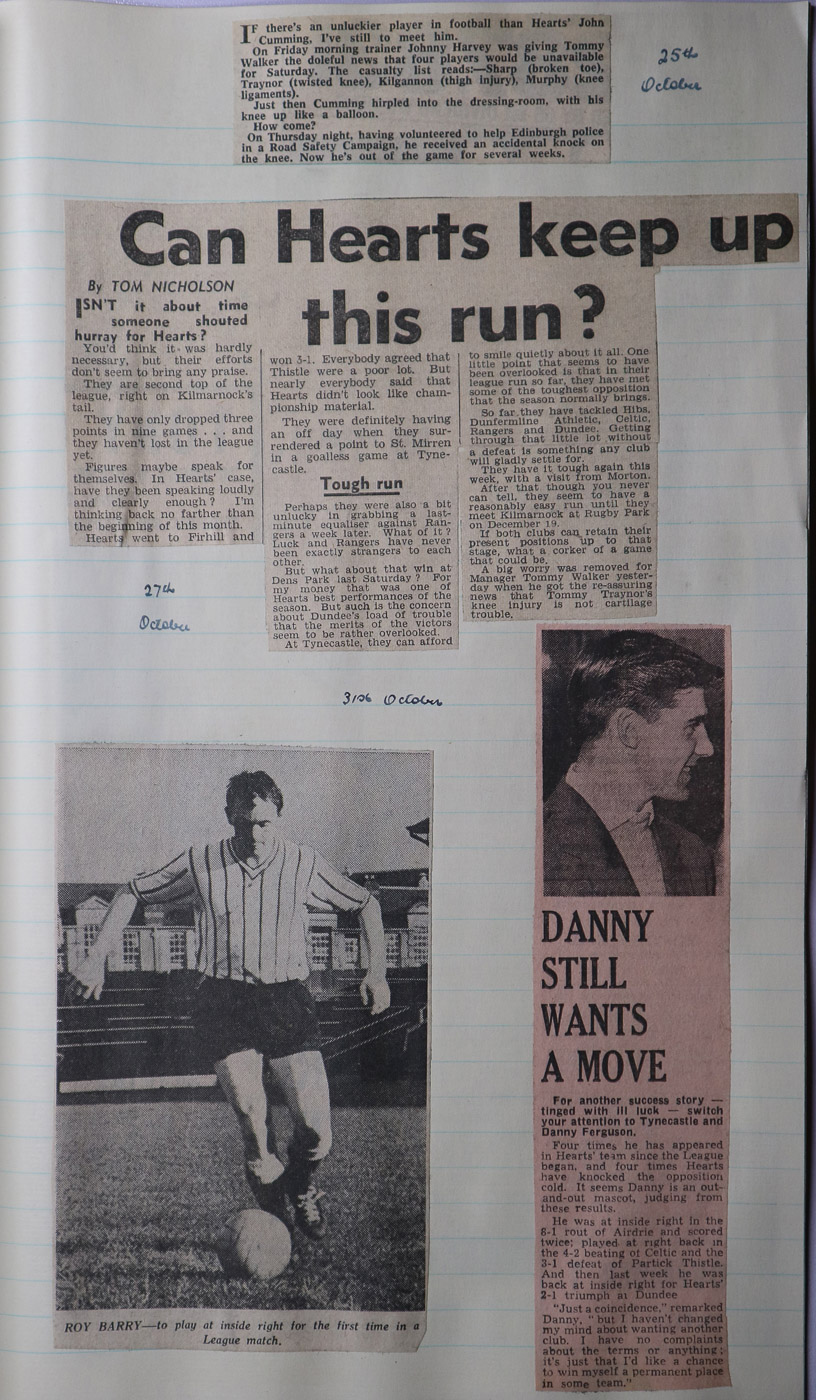 IF there's an unluckier player in football than Hearts' John
Cumming, I've still to meet him.
On Friday morning trainer Johnny Harvey was giving Tommy
Walker the doleful news that four players would be unavailable
for Saturday. The casualty list reads:—Sharp (broken toe),
Traynor (twisted knee), Kilgannon (thigh injury), Murphy (knee
ligaments).
Just then Cumming hirpled into the dressing-room, with his
knee up like a balloon.
How come?
On Thursday night, having volunteered to help Edinburgh police
in a Road Safety Campaign, he received an accidental knock on
the knee. Now he's out of the game for several weeks.
25th
October
Can Hearts keep up
this run?
By TOM NICHOLSON
ISN'T it about time
someone shouted
hurray for Hearts?
You'd think it was hardly
necessary, but their efforts
don't seem to bring any praise.
They are second top of the
league, right on Kilmarnock's
tail.
They have only dropped three
points in nine games . . . and
they haven't lost in the league
yet.
Figures maybe speak for
themselves. In Hearts' case,
have they been speaking loudly
and clearly enough? I'm
thinking back no farther than
the beginning of this month.
Hearts went to Firhill and
won 3-1. Everybody agreed that
Thistle were a poor lot. But
nearly everybody said that
Hearts didn't look like cham-
pionship material.
They were definitely having
an off day when they sur-
rendered a point to St. Mirren
in a goalless game at Tyne-
castle.
Tough run
Perhaps they were also a bit
unlucky in grabbing a last-
minute equaliser against Ran-
gers a week later. What of it?
Luck and Rangers have never
been exactly strangers to each
other.
But what about that win at
Dens Park last Saturday? For
my money that was one of
Hearts best performances of the
season. But such is the concern
about Dundee's load of trouble
that the merits of the victors
seem to be rather overlooked.
At Tynecastle, they can afford
to smile quietly about it all. One
little point that seems to have
been overlooked is that in their
league run so far, they have met
some of the toughest opposition
that the season normally brings.
So far they have tackled Hibs,
Dunfermline Athletic, Celtic,
Rangers and Dundee. Getting
through that little lot without
a defeat is something any club
will gladly settle for.
They have it tough again this
week, with a visit from Morton.
After that though you never
can tell, they seem to have a
reasonably easy run until they
meet Kilmarnock at Rugby Park
on December 19.
If both clubs can retain their
present positions up to that
stage, what a corker of a game
that could be.
A big worry was removed for
Manager Tommy Walker yester-
day when he got the re-assuring
news that Tommy Traynor's
knee injury is not cartilage
trouble.
27th
October
31st October
ROY BARRY—to play at inside right for the first time in a
League match.
DANNY
STILL
WANTS
A MOVE
For another success story —
tinged with ill luck — switch
your attention to Tynecastle and
Danny Ferguson.
Four times he has appeared
in Hearts' team since the League
began, and four times Hearts
have knocked the opposition
cold. It seems Danny is an out-
and-out mascot, judging from
these results.
He was at inside right in the
8-1 rout of Airdrie and scored
twice; played at right back in
the 4-2 beating of Celtic and the
3-1 defeat of Partick Thistle.
And then last week he was
back at inside right for Hearts'
2-1 triumph at Dundee
"Just a coincidence," remarked
Danny, "but I haven't changed
my mind about wanting another
club. I have no complaints
about the terms or anything;
it's just that I'd like a chance
to win myself a permanent place
in some team."